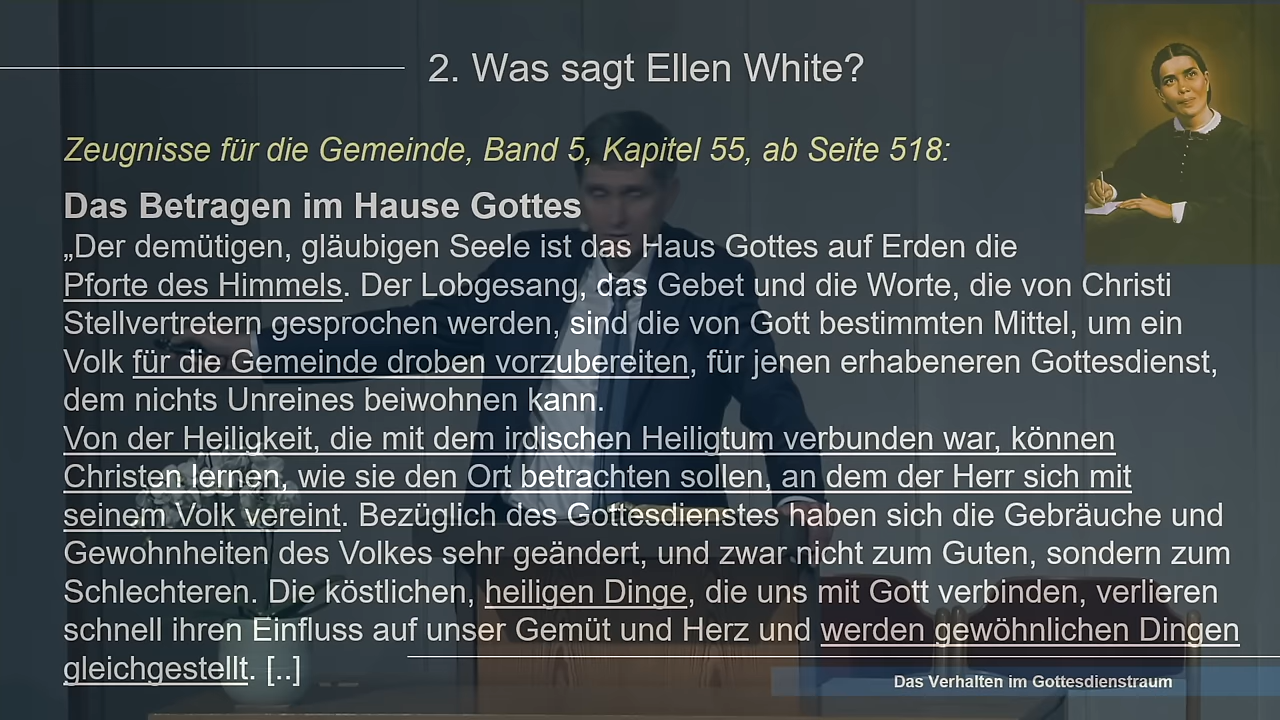 2. Was sagt Ellen White?
Zeugnisse für die Gemeinde, Band 5, Kapitel 55, ab Seite 518:
Das Betragen im Hause Gottes
„Der demütigen, gläubigen Seele ist das Haus Gottes auf Erden die
Pforte des Himmels. Der Lobgesang, das Gebet und die Worte, die von Christi
Stellvertretern gesprochen werden, sind die von Gott bestimmten Mittel, um ein
Volk für die Gemeinde droben vorzubereiten, für jenen erhabeneren Gottesdienst,
dem nichts Unreines beiwohnen kann.
Von der Heiligkeit, die mit dem irdischen Heiligtum verbunden war, können
Christen lernen, wie sie den Ort betrachten sollen, an dem der Herr sich mit
seinem Volk vereint. Bezüglich des Gottesdienstes haben sich die Gebräuche und
Gewohnheiten des Volkes sehr geändert, und zwar nicht zum Guten, sondern zum
Schlechteren. Die köstlichen, heiligen Dinge, die uns mit Gott verbinden, verlieren
schnell ihren Einfluss auf unser Gemüt und Herz und werden gewöhnlichen Dingen
gleichgestellt. [..]
Das Verhalten im Gottesdienstraum